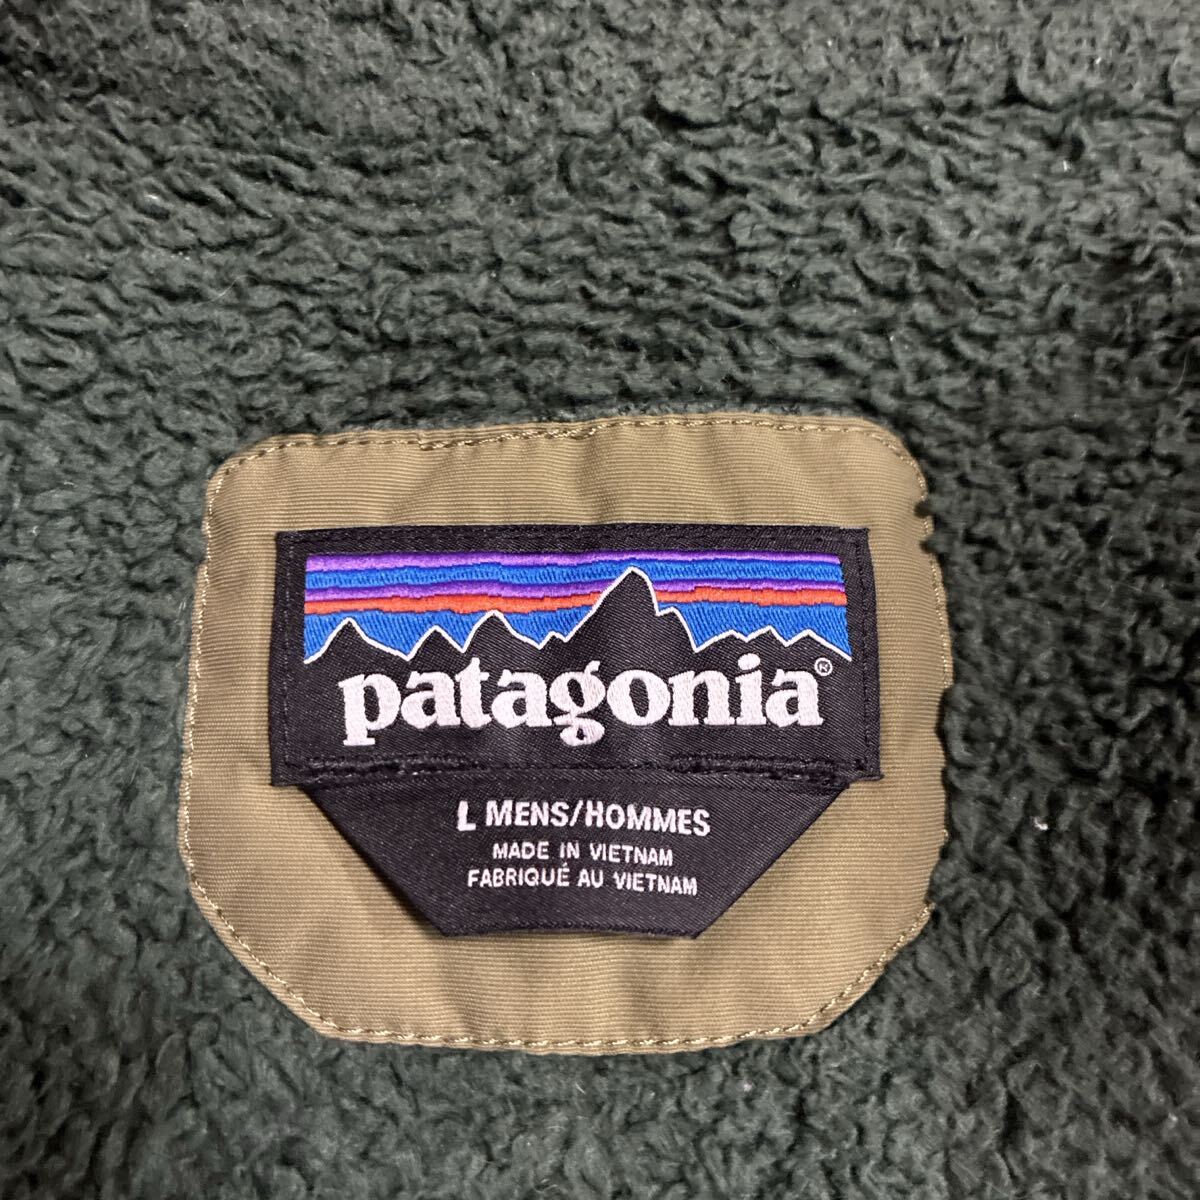 patagonia®
L MENS/HOMMES
MADE IN VIETNAM
FABRIQUÉ AU VIETNAM